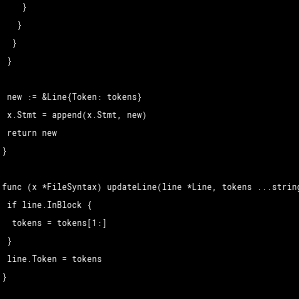 }
}
}
}
new := &Line{Token: tokens}
x.Stmt = append(x.Stmt, new)
return new
}
func (x *FileSyntax) updateLine(line *Line, tokens ...string
if line.InBlock {
tokens = tokens[1:]
}
line.Token = tokens
}